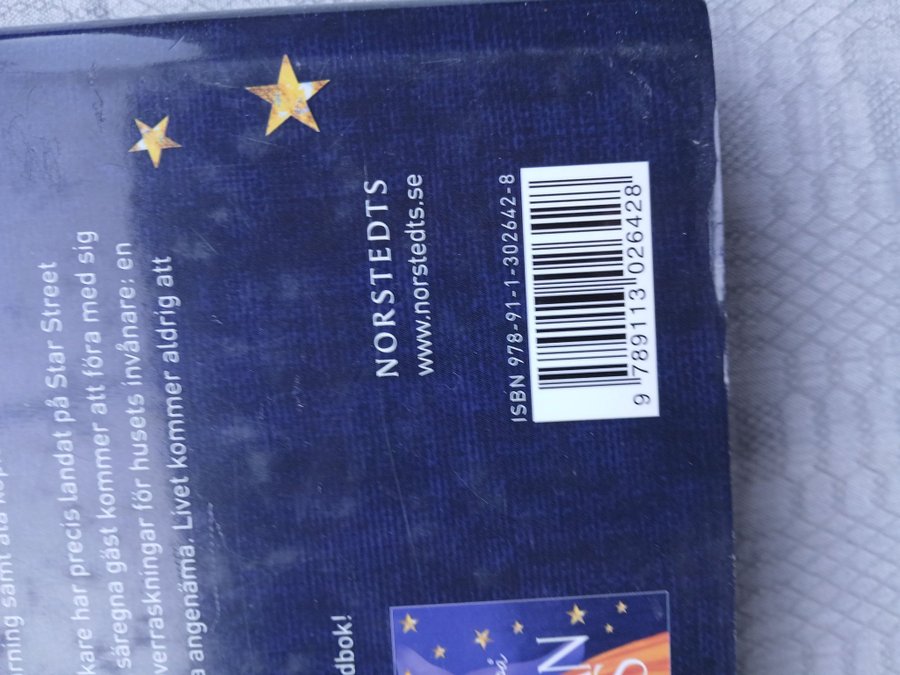 kare har precis landat på Star Street
säregna gäst kommer att föra med sig
verraskningar för husets invånare: en
a angenäma. Livet kommer aldrig att
dbok!
NORSTEDTS
www.norstedts.se
ISBN 978-91-1-302642-8
9 789113 026428